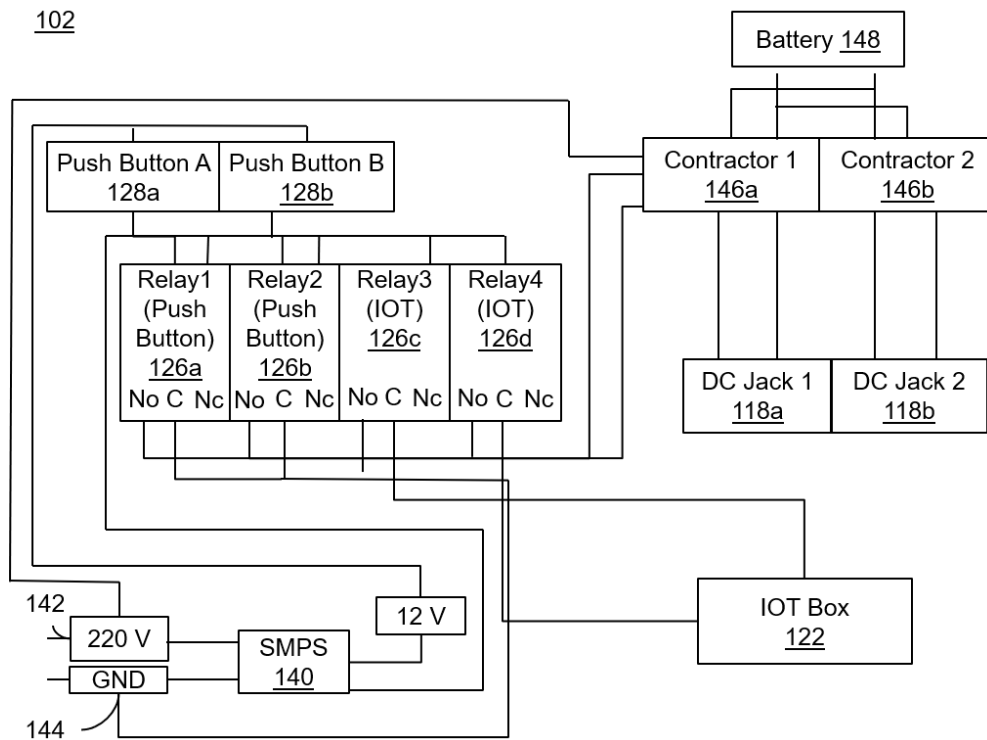 102
Battery 148
Push Button A
128a
Push Button B
128b
Contractor 1
146a
Contractor 2
146b
Relay1
(Push
Button)
126a
No C Nc
Relay2
(Push
Button)
126b
No C Nc
Relay3
(IOT)
126c
No C Nc
Relay4
(IOT)
126d
No C Nc
DC Jack 1
118a
DC Jack 2
118b
142
220 V
GND
144
SMPS
140
12 V
IOT Box
122